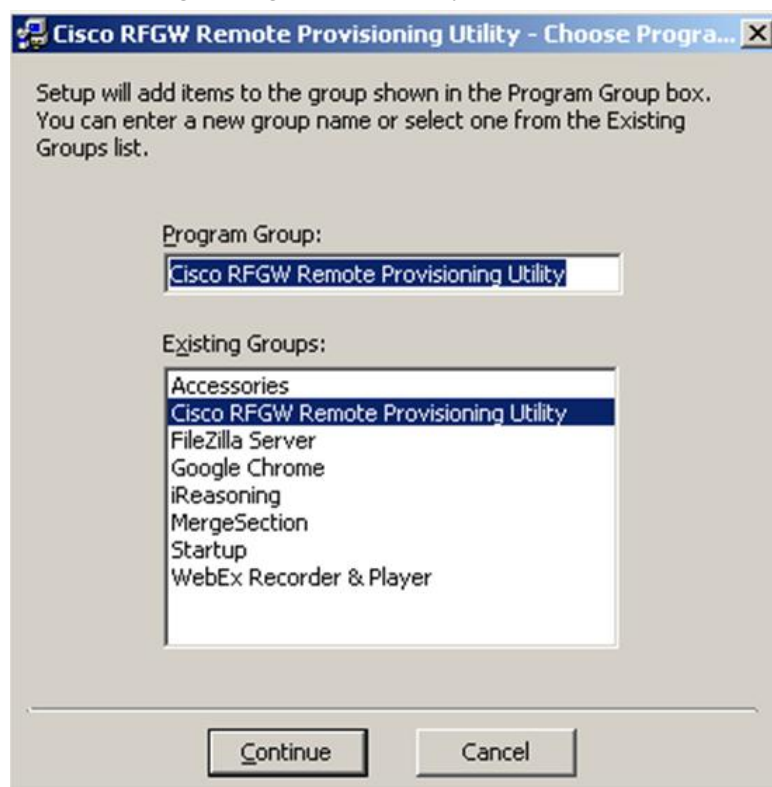 Cisco RFGW Remote Provisioning Utility - Choose Progra...
Setup will add items to the group shown in the Program Group box.
You can enter a new group name or select one from the Existing
Groups list.
Program Group:
Cisco RFGW Remote Provisioning Utility
Existing Groups:
Accessories
Cisco RFGW Remote Provisioning Utility
FileZilla Server
Google Chrome
iReasoning
MergeSection
Startup
WebEx Recorder & Player
Continue
Cancel